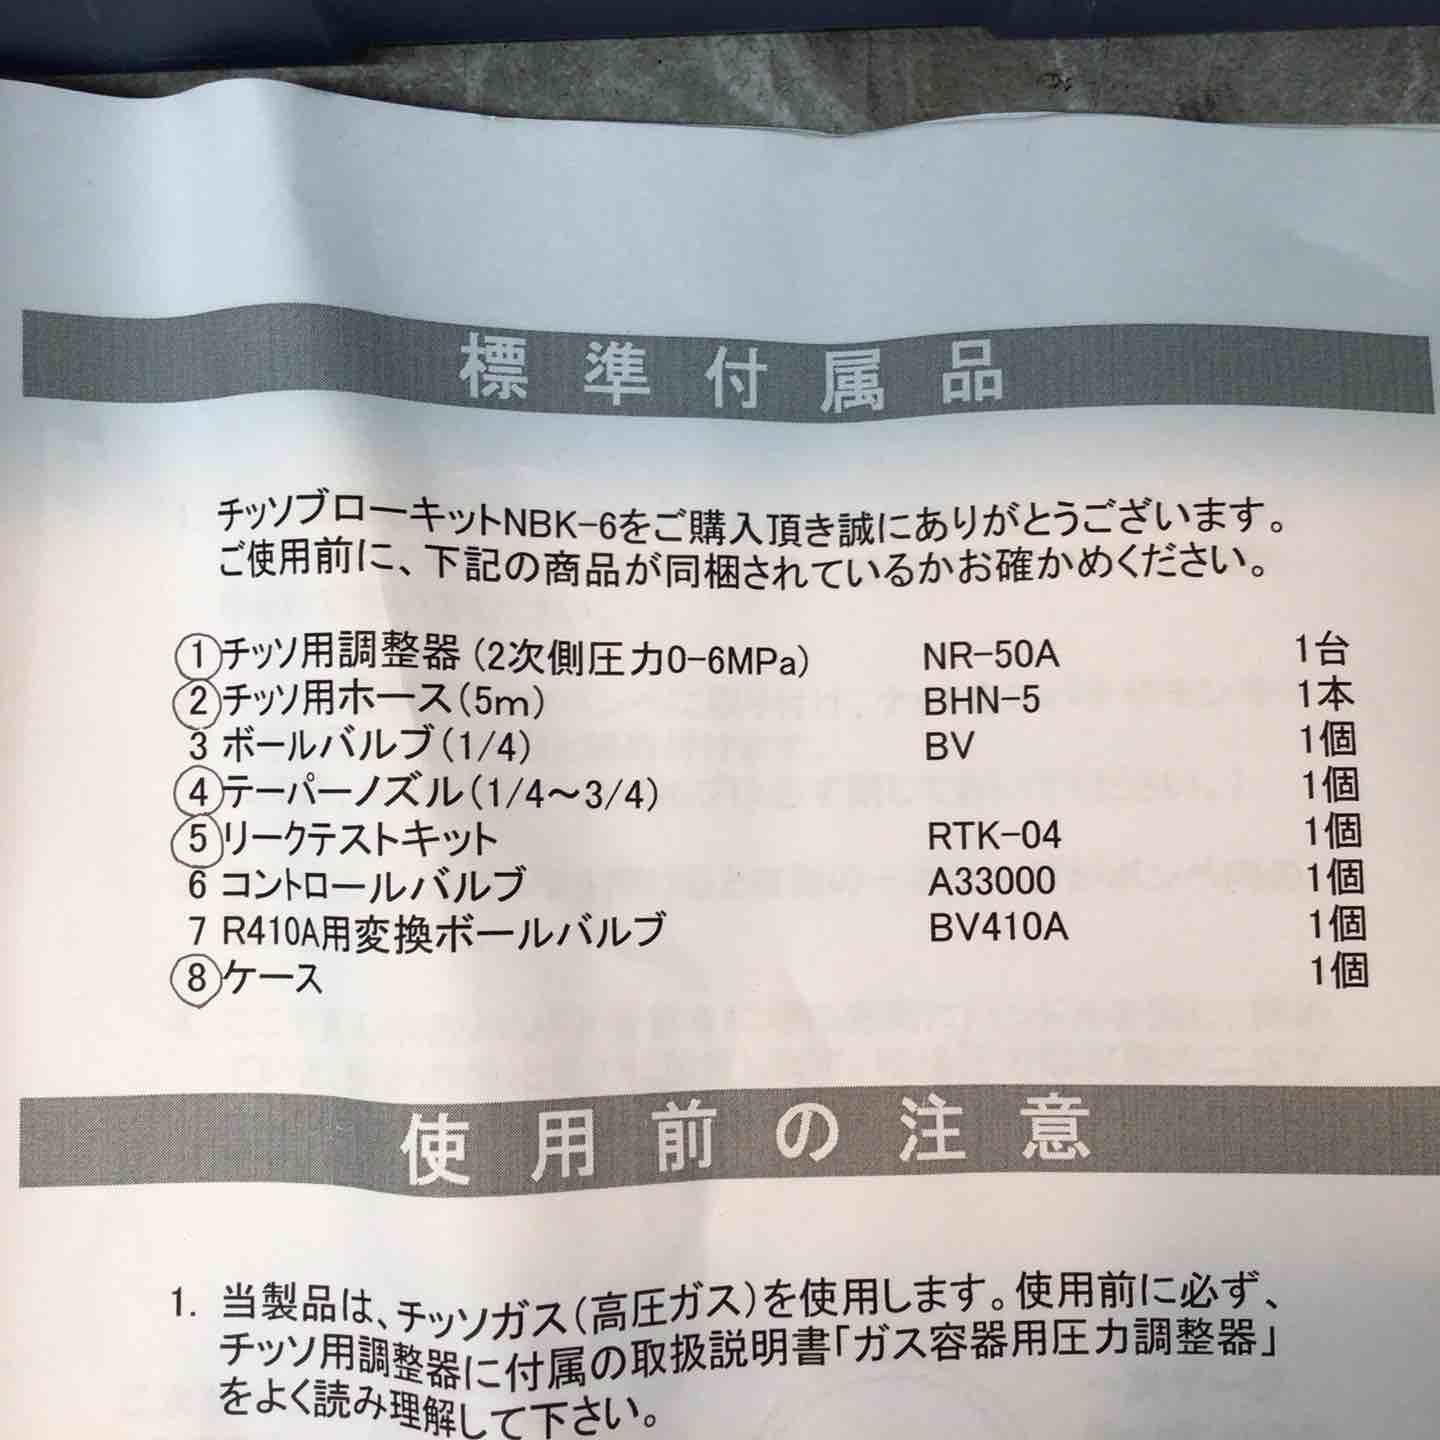 標準付属品
チッソブローキットNBK-6をご購入頂き誠にありがとうございます。
ご使用前に、下記の商品が同梱されているかお確かめください。
①チッソ用調整器(2次側圧力0-6MPa) NR-50A 1台
②チッソ用ホース(5m) BHN-5 1本
3 ボールバルブ(1/4) BV 1個
④テーパーノズル(1/4～3/4) 1個
⑤リークテストキット RTK-04 1個
6 コントロールバルブ A33000 1個
7 R410A用変換ボールバルブ BV410A 1個
⑧ケース 1個
使用前の注意
1. 当製品は、チッソガス(高圧ガス)を使用します。使用前に必ず、
チッソ用調整器に付属の取扱説明書「ガス容器用圧力調整器」
をよく読み理解して下さい。